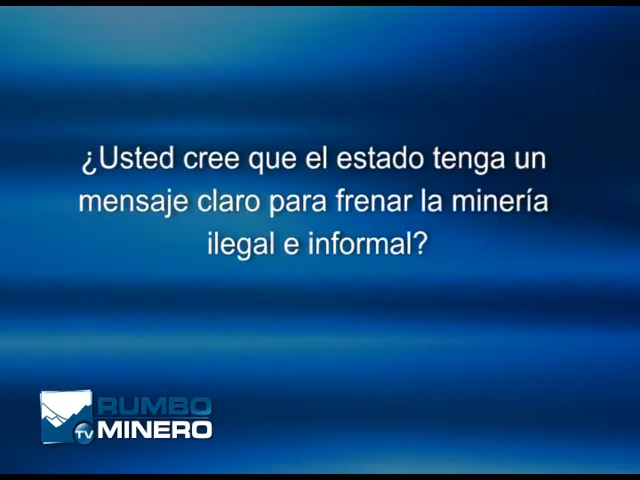 ¿Usted cree que el estado tenga un
mensaje claro para frenar la minería
ilegal e informal?
RUMBO
TV MINERO